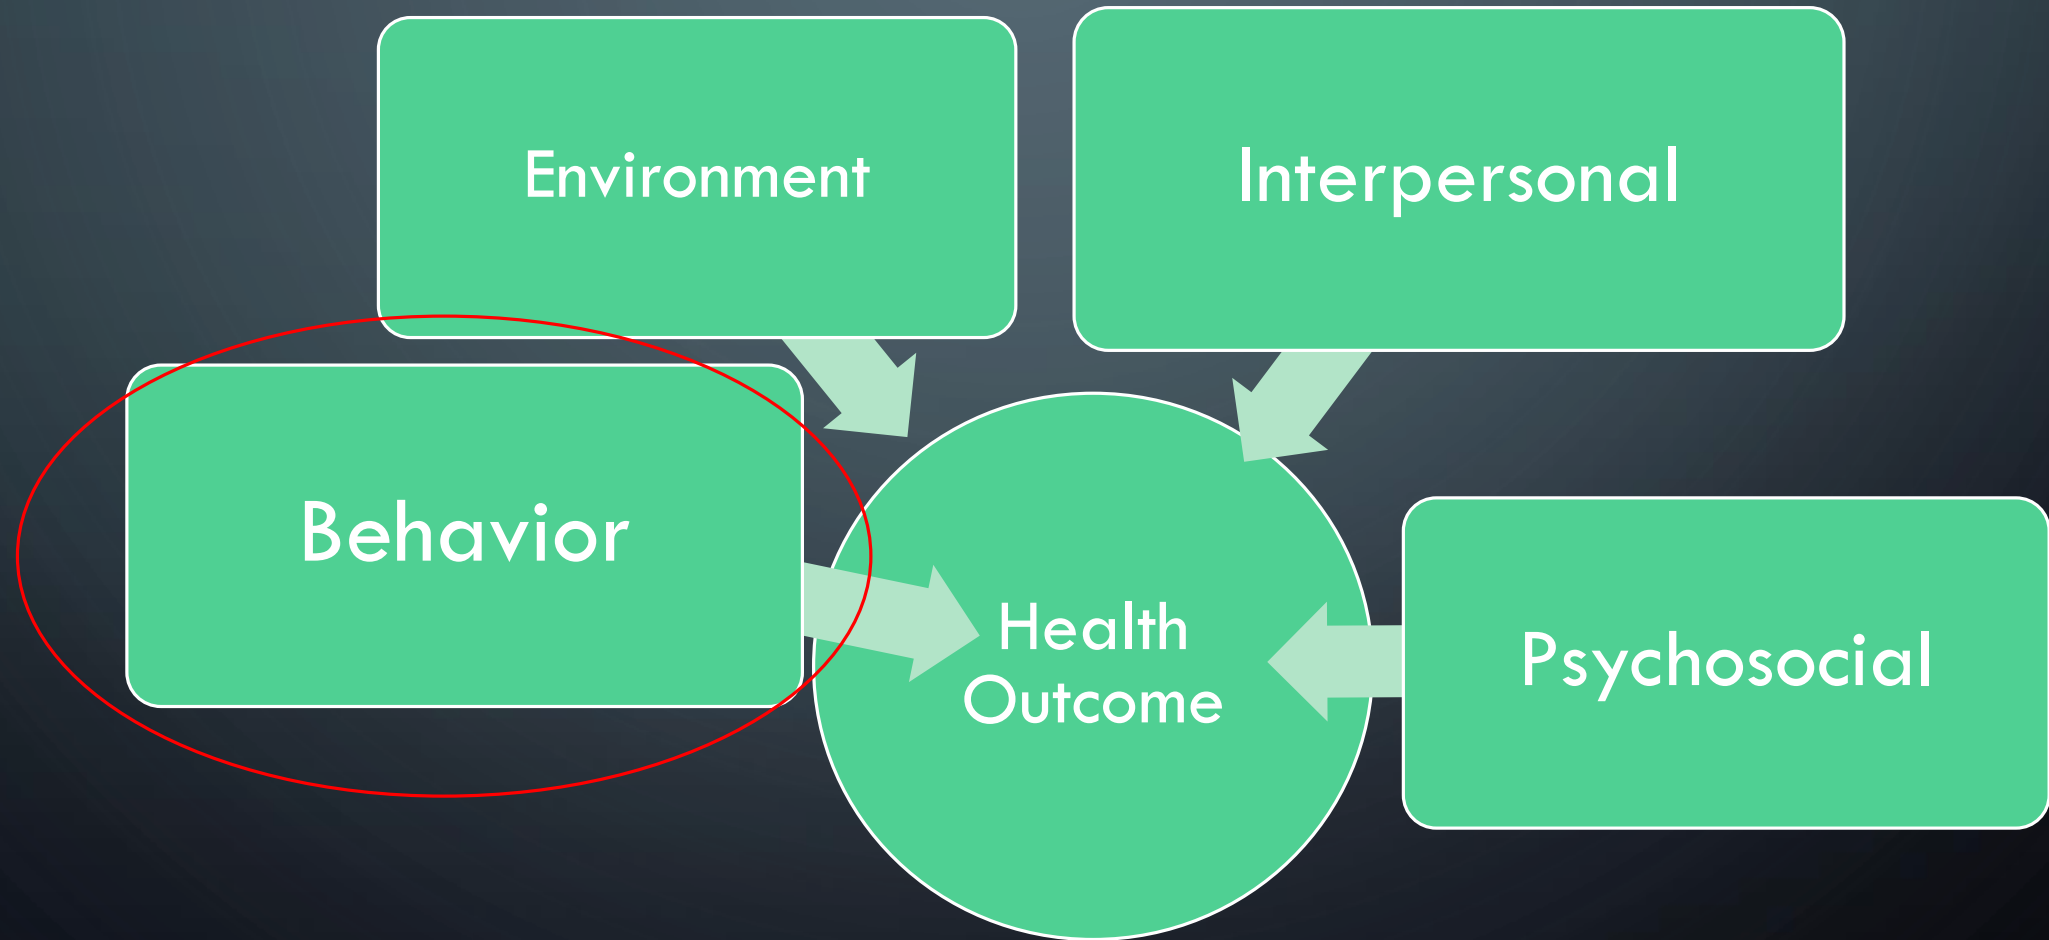 Environment
Interpersonal
Behavior
Health
Outcome
Psychosocial